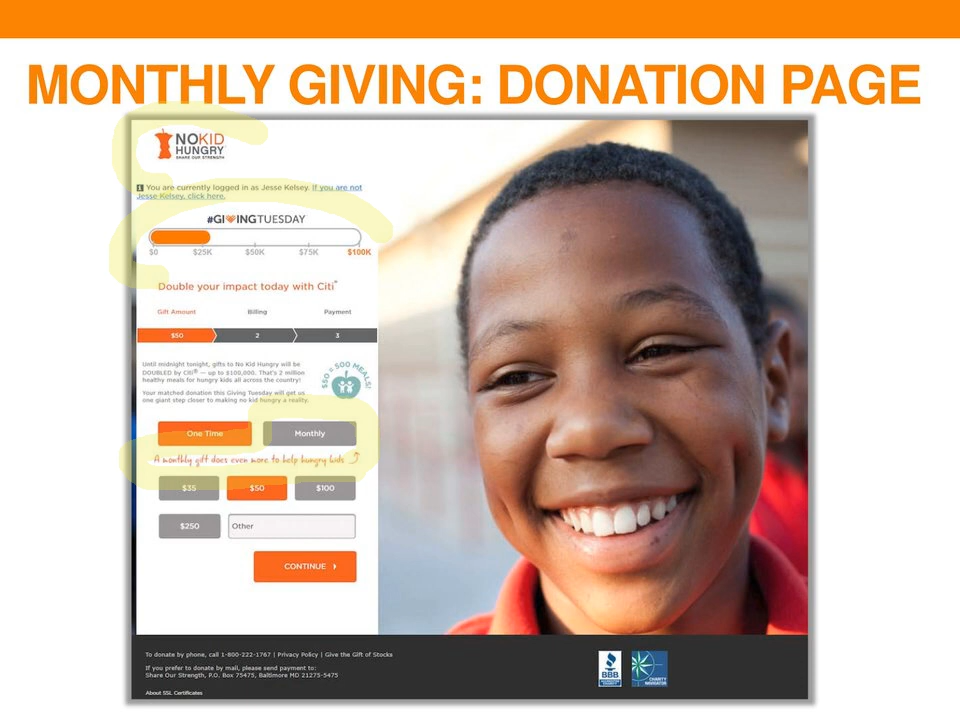 MONTHLY GIVING: DONATION PAGE
NOKID
HUNGRY
SHARE OUR STRENGTH
You are currently logged in as Jesse Kelsey. If you are not
Jesse Kelsey, click here.
#GIVINGTUESDAY
$0 $25K $50K $75K $100K
Double your impact today with Citi®
Gift Amount Billing Payment
$50 2 3
Until midnight tonight, gifts to No Kid Hungry will be
DOUBLED by Citi® — up to $100,000. That's 2 million
healthy meals for hungry kids all across the country!
$50 = 500 MEALS!
Your matched donation this Giving Tuesday will get us
one giant step closer to making no kid hungry a reality.
One Time Monthly
A monthly gift does even more to help hungry kids
$35 $50 $100
$250 Other
CONTINUE
To donate by phone, call 1-800-222-1767 | Privacy Policy | Give the Gift of Stocks
If you prefer to donate by mail, please send payment to:
Share Our Strength, P.O. Box 75475, Baltimore MD 21275-5475
About SSL Certificates
BBB
CHARITY
NAVIGATOR